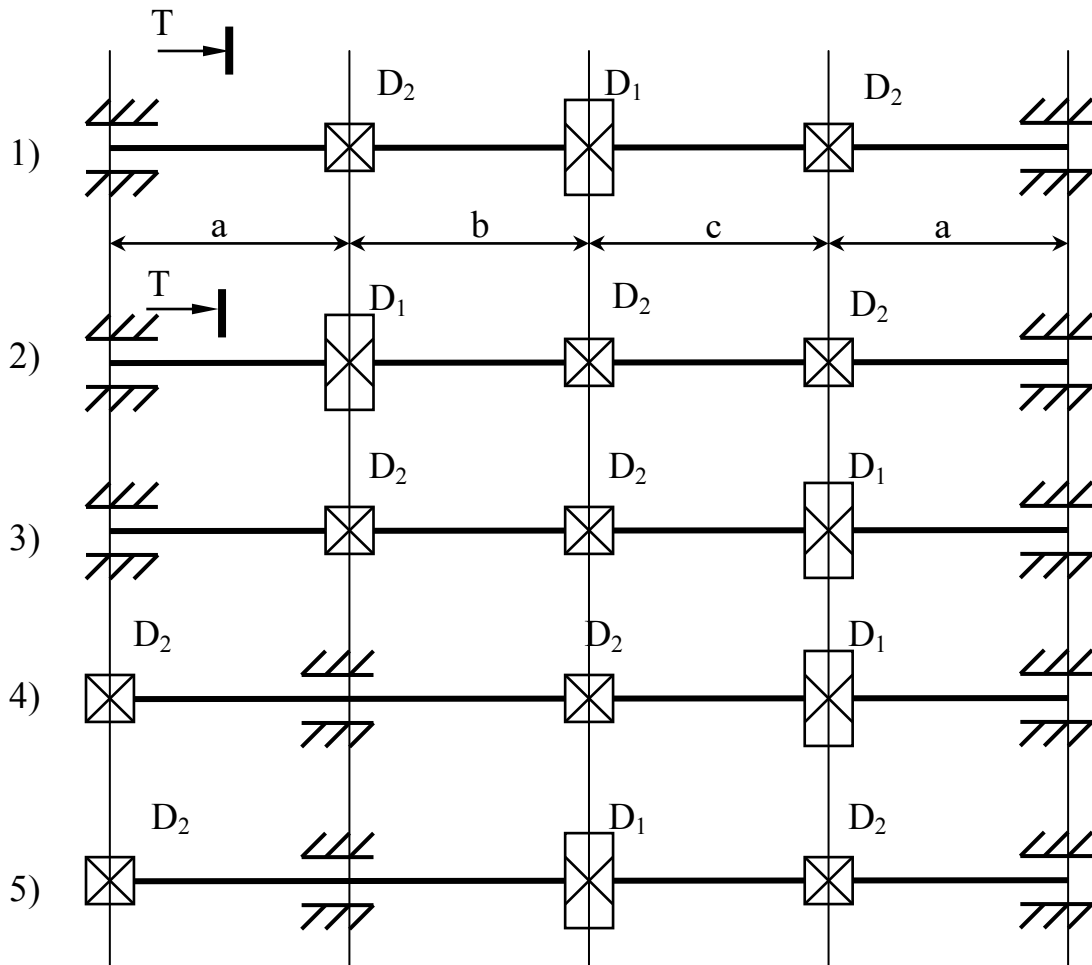 T
D₂ D₁ D₂
1)
a b c a
T
D₁ D₂ D₂
2)
D₂ D₂ D₁
3)
D₂ D₂ D₁
4)
D₂ D₁ D₂
5)